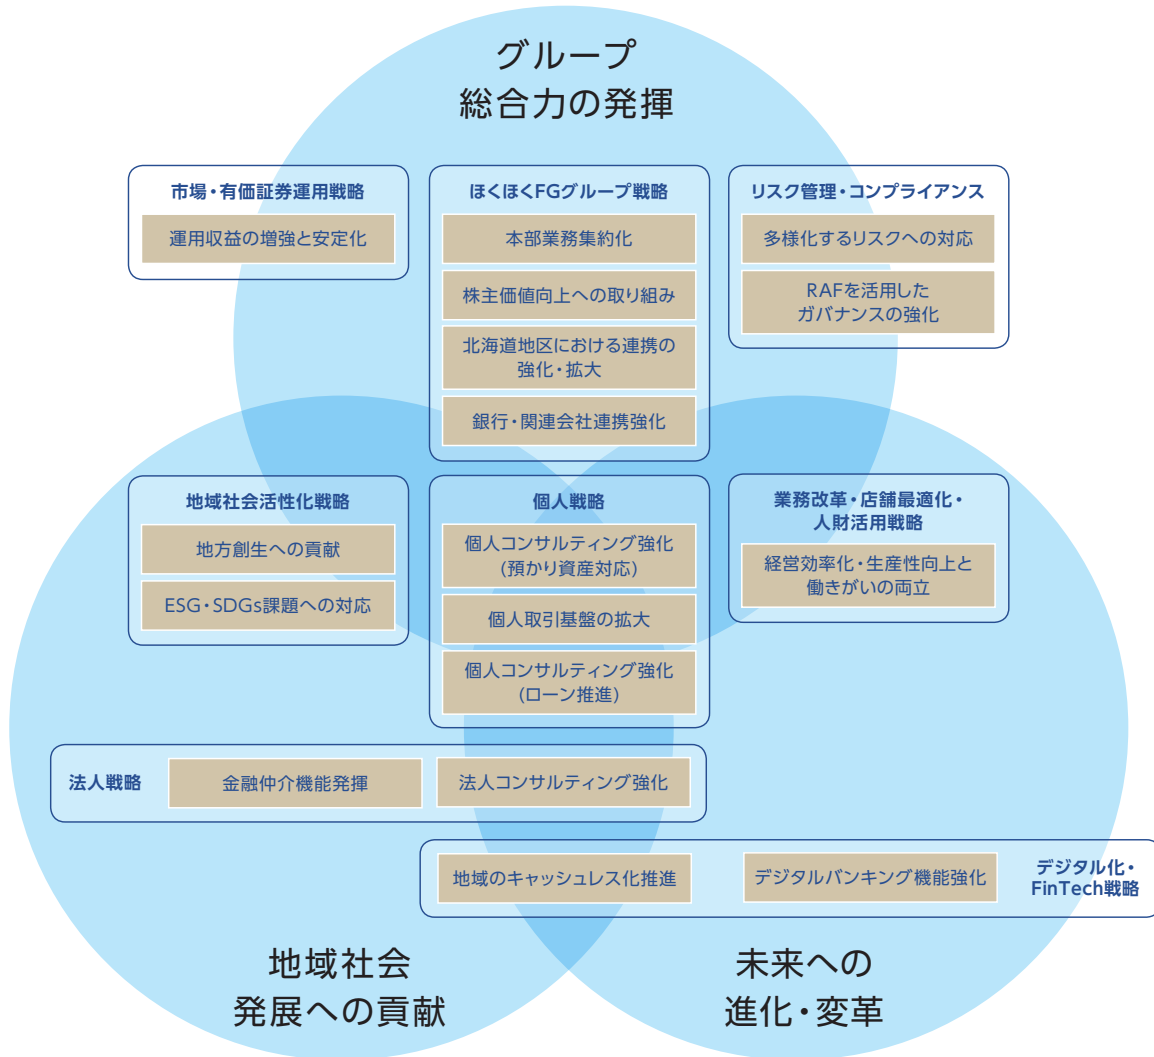 グループ
総合力の発揮
市場・有価証券運用戦略
運用収益の増強と安定化
ほくほくFGグループ戦略
本部業務集約化
株主価値向上への取り組み
北海道地区における連携の
強化・拡大
銀行・関連会社連携強化
リスク管理・コンプライアンス
多様化するリスクへの対応
RAFを活用した
ガバナンスの強化
地域社会活性化戦略
地方創生への貢献
ESG・SDGs課題への対応
個人戦略
個人コンサルティング強化
(預かり資産対応)
個人取引基盤の拡大
個人コンサルティング強化
(ローン推進)
業務改革・店舗最適化・
人財活用戦略
経営効率化・生産性向上と
働きがいの両立
法人戦略
金融仲介機能発揮
法人コンサルティング強化
地域のキャッシュレス化推進
デジタルバンキング機能強化
デジタル化・
FinTech戦略
地域社会
発展への貢献
未来への
進化・変革